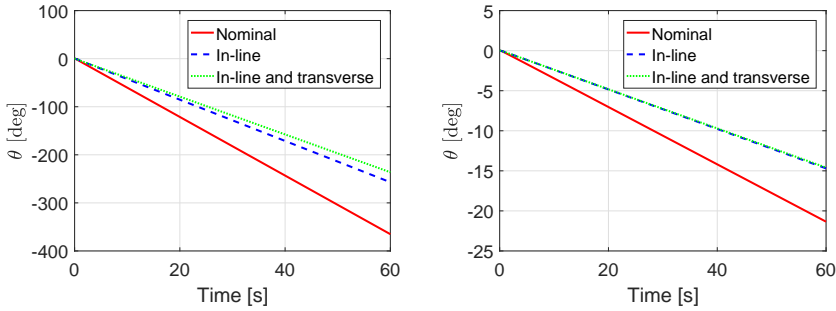 100
0
-100
-200
-300
-400
θ [deg]
0
20
40
60
Time [s]
Nominal
In-line
In-line and transverse
5
0
-5
-10
-15
-20
-25
θ [deg]
0
20
40
60
Time [s]
Nominal
In-line
In-line and transverse